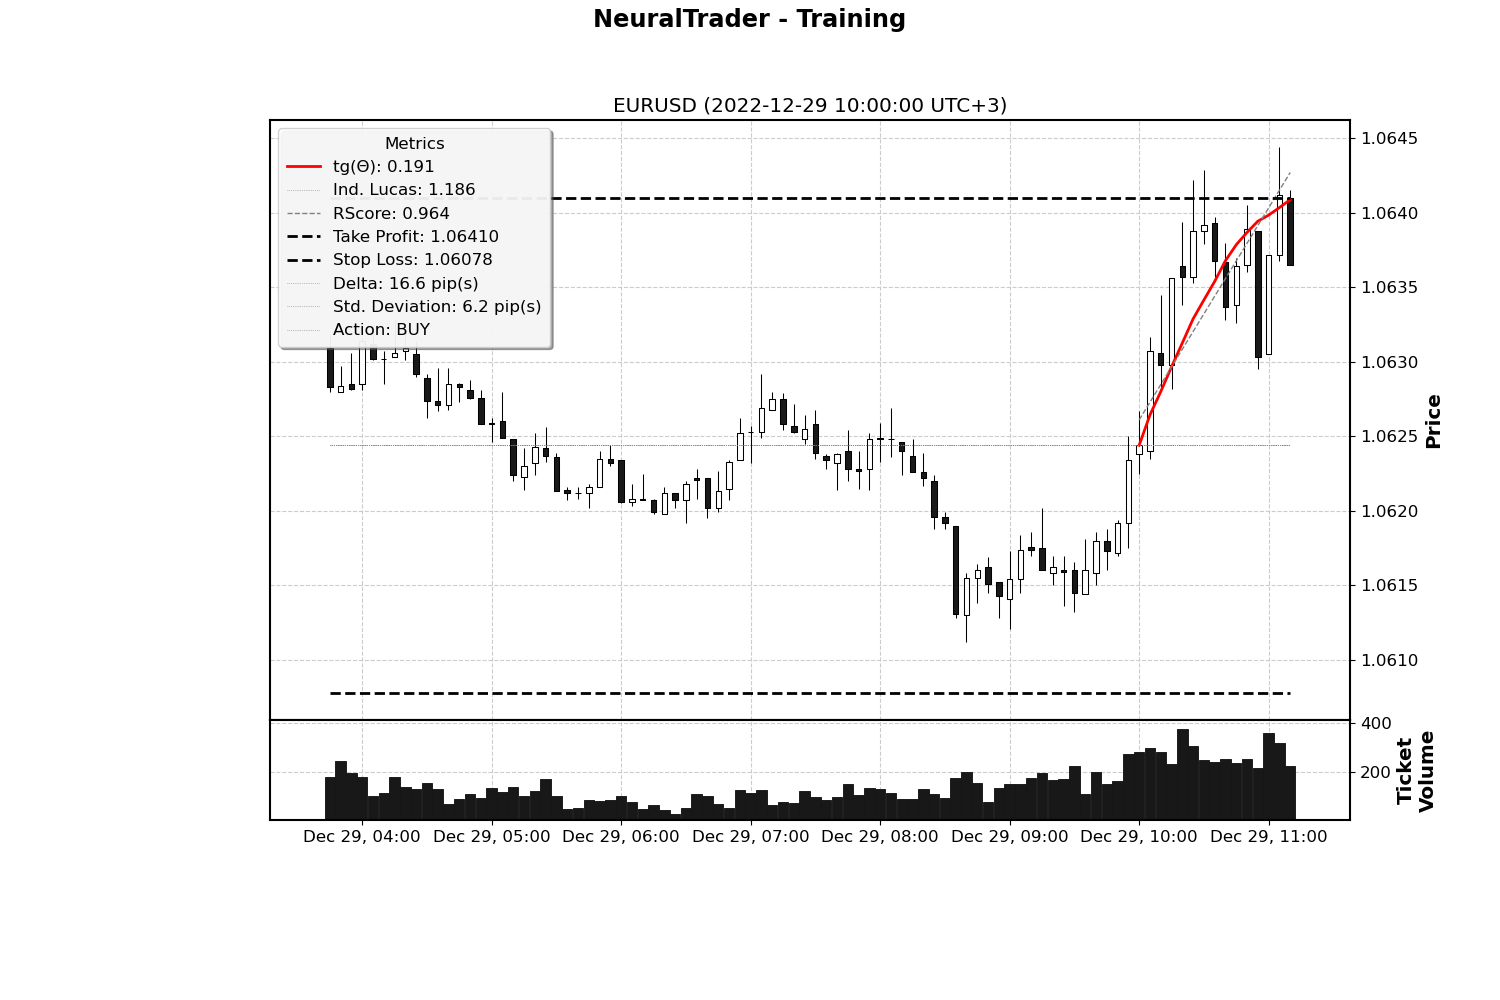 NeuralTrader - Training
EURUSD (2022-12-29 10:00:00 UTC+3)
Metrics
tg(Θ): 0.191
Ind. Lucas: 1.186
RScore: 0.964
Take Profit: 1.06410
Stop Loss: 1.06078
Delta: 16.6 pip(s)
Std. Deviation: 6.2 pip(s)
Action: BUY
1.0645
1.0640
1.0635
1.0630
1.0625
1.0620
1.0615
1.0610
Price
400
200
Ticket
Volume
Dec 29, 04:00
Dec 29, 05:00
Dec 29, 06:00
Dec 29, 07:00
Dec 29, 08:00
Dec 29, 09:00
Dec 29, 10:00
Dec 29, 11:00